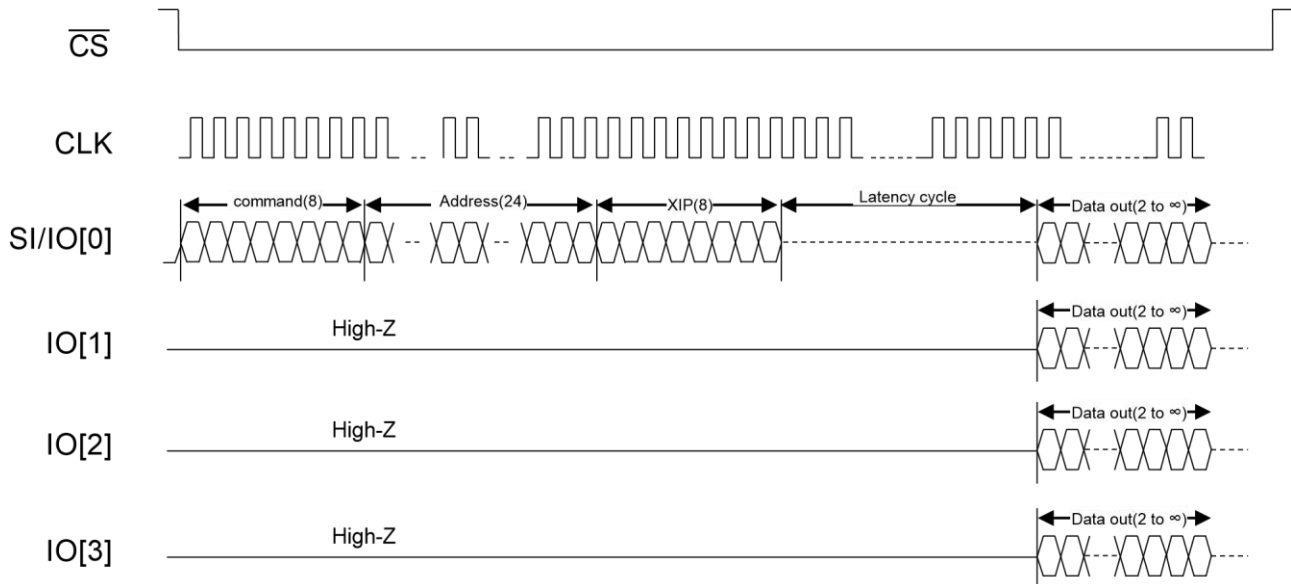 CS
CLK
command(8) Address(24) XIP(8) Latency cycle Data out(2 to ∞)
SI/IO[0]
Data out(2 to ∞)
High-Z
IO[1]
Data out(2 to ∞)
High-Z
IO[2]
Data out(2 to ∞)
High-Z
IO[3]